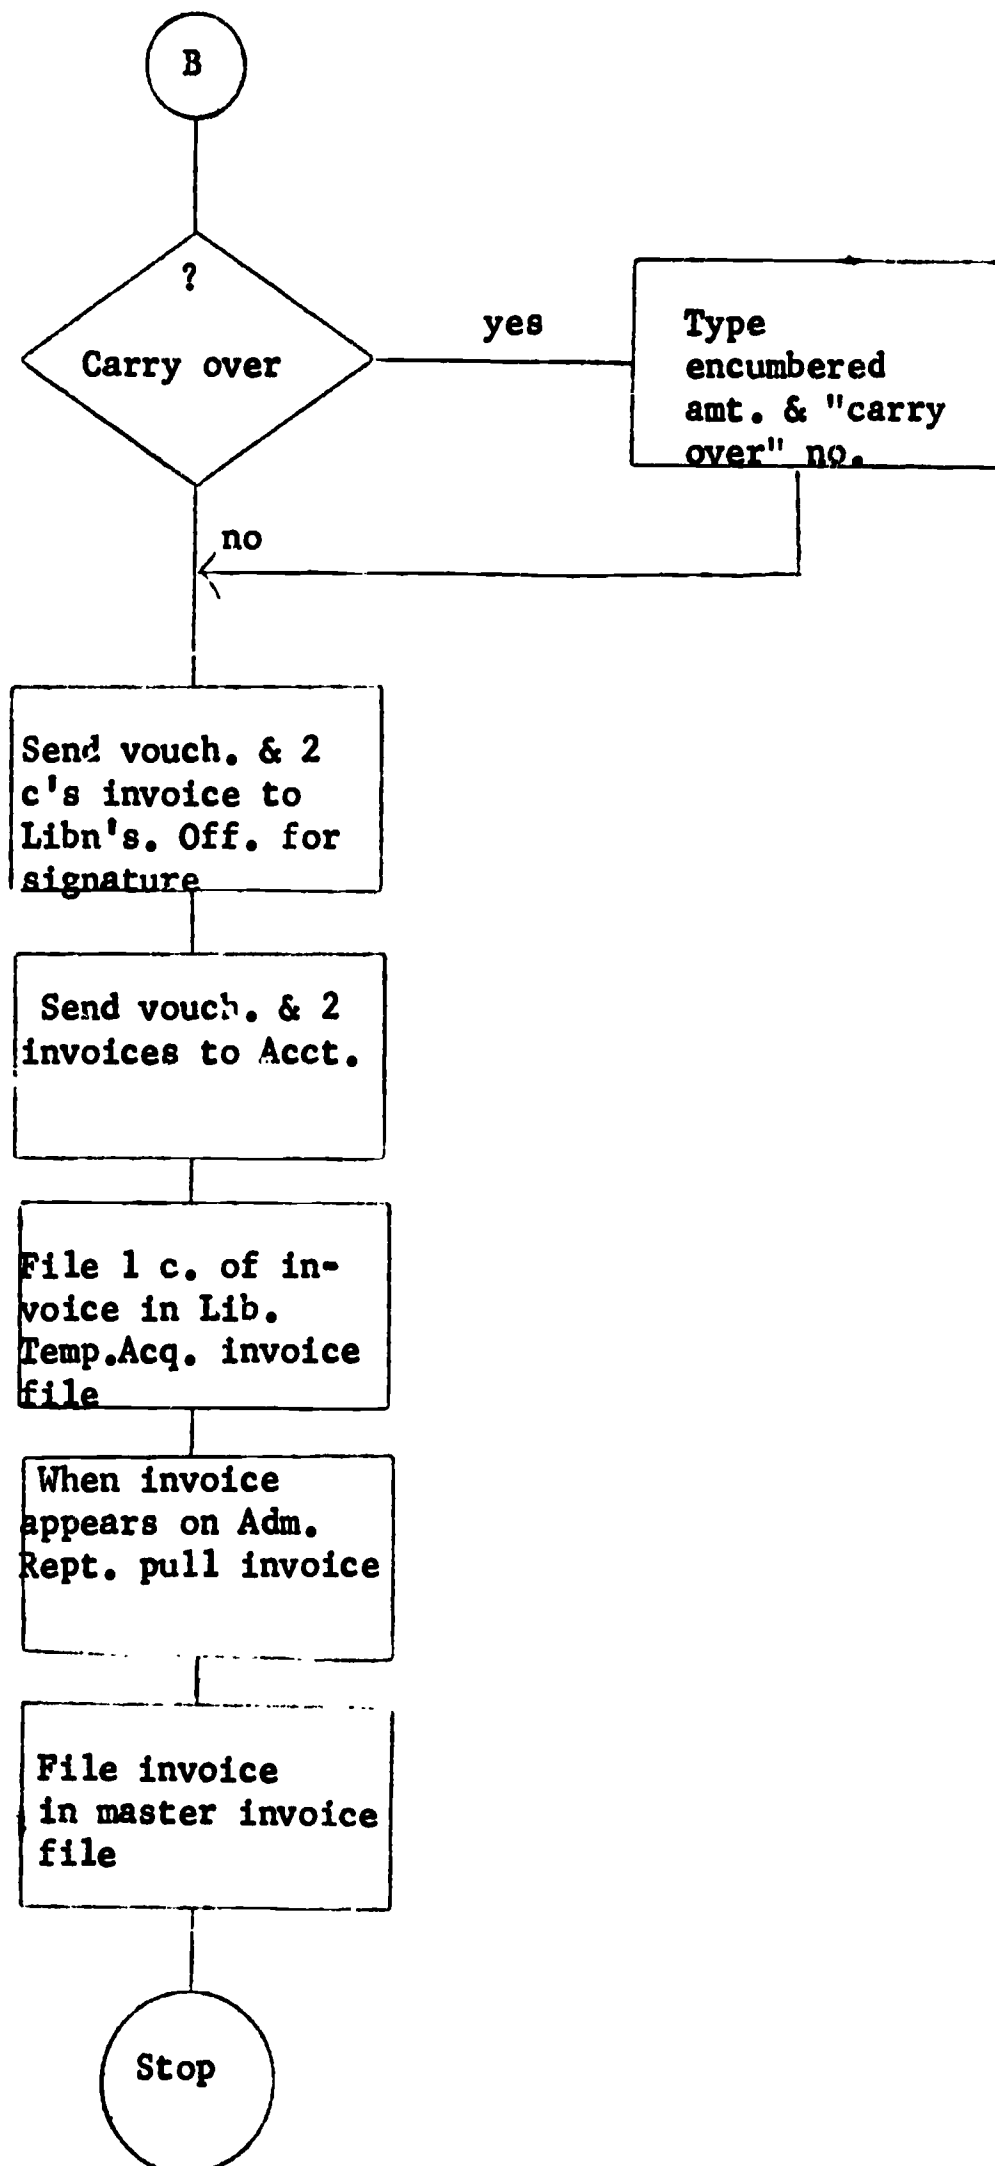 B
?
Carry over
yes
Type
encumbered
amt. & "carry
over" no.
no
Send vouch. & 2
c's invoice to
Libn's. Off. for
signature
Send vouch. & 2
invoices to Acct.
File 1 c. of in-
voice in Lib.
Temp.Acq. invoice
file
When invoice
appears on Adm.
Rept. pull invoice
File invoice
in master invoice
file
Stop